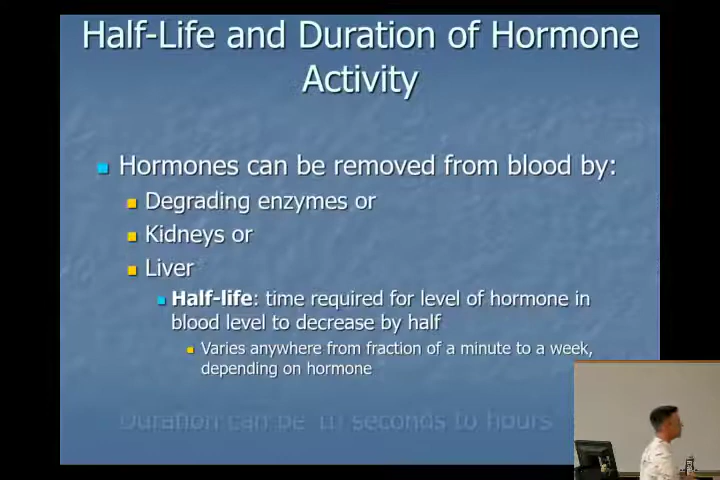 Half-Life and Duration of Hormone
Activity
Hormones can be removed from blood by:
Degrading enzymes or
Kidneys or
Liver
Half-life: time required for level of hormone in
blood level to decrease by half
Varies anywhere from fraction of a minute to a week,
depending on hormone
Duration can be 10 seconds to hours